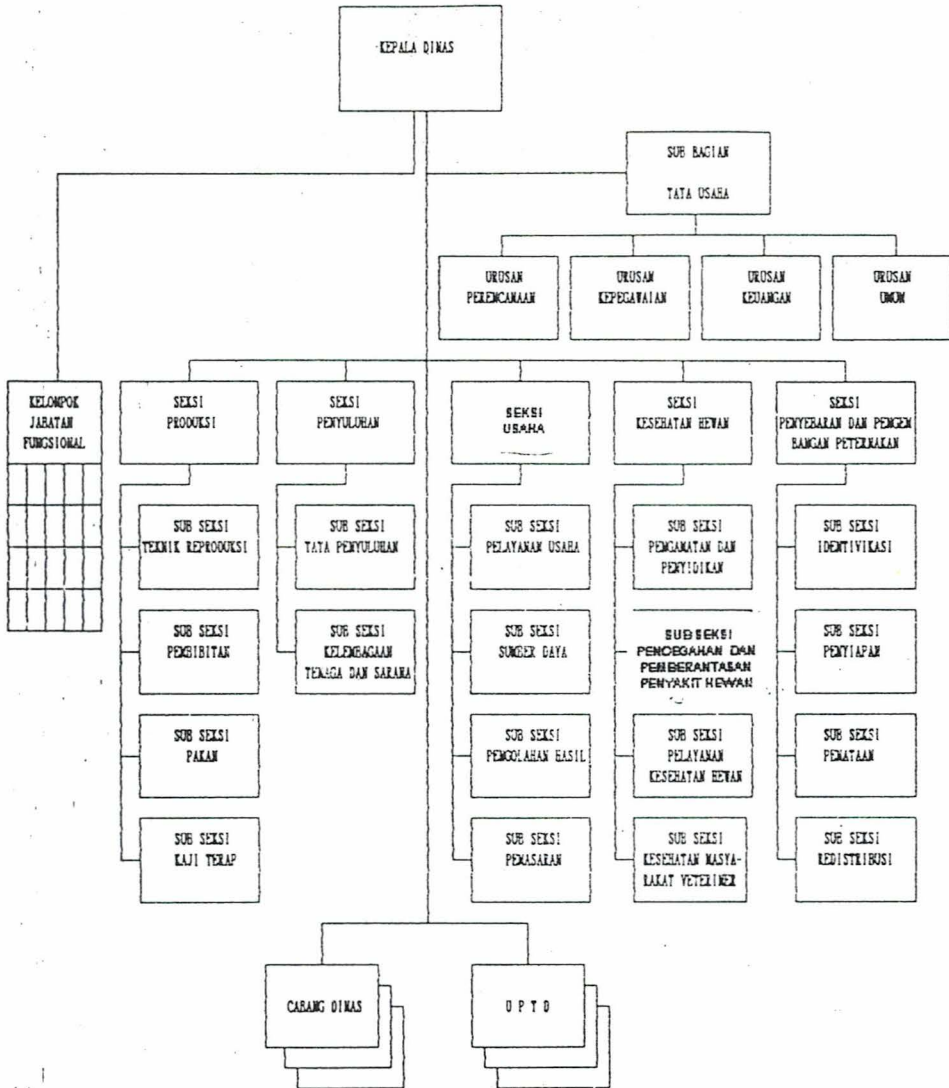 KEPALA DINAS
SUB BAGIAN
TATA USAHA
URUSAN
PERENCANAAN
URUSAN
KEPEGAWAIAN
URUSAN
KEUANGAN
URUSAN
UMUM
KELOMPOK
JABATAN
FUNGSIONAL
SEKSI
PRODUKSI
SEKSI
PENYULUHAN
SEKSI
USAHA
SEKSI
KESEHATAN HEWAN
SEKSI
PENYEBARAN DAN PENGEM
BANGAN PETERNAKAN
SUB SEKSI
TEKNIK REPRODUKSI
SUB SEKSI
PEMBIBITAN
SUB SEKSI
PAKAN
SUB SEKSI
KAJI TERAP
SUB SEKSI
TATA PENYULUHAN
SUB SEKSI
KELEMBAGAAN
TENAGA DAN SARANA
SUB SEKSI
PELAYANAN USAHA
SUB SEKSI
SUMBER DAYA
SUB SEKSI
PENGOLAHAN HASIL
SUB SEKSI
PEMASARAN
SUB SEKSI
PENGAMATAN DAN
PENYIDIKAN
SUB SEKSI
PENCEGAHAN DAN
PEMBERANTASAN
PENYAKIT HEWAN
SUB SEKSI
PELAYANAN
KESEHATAN HEWAN
SUB SEKSI
KESEHATAN MASYA-
RAKAT VETERINER
SUB SEKSI
IDENTIVIKASI
SUB SEKSI
PENYIAPAN
SUB SEKSI
PENATAAN
SUB SEKSI
REDISTRIBUSI
CABANG DINAS
U P T D